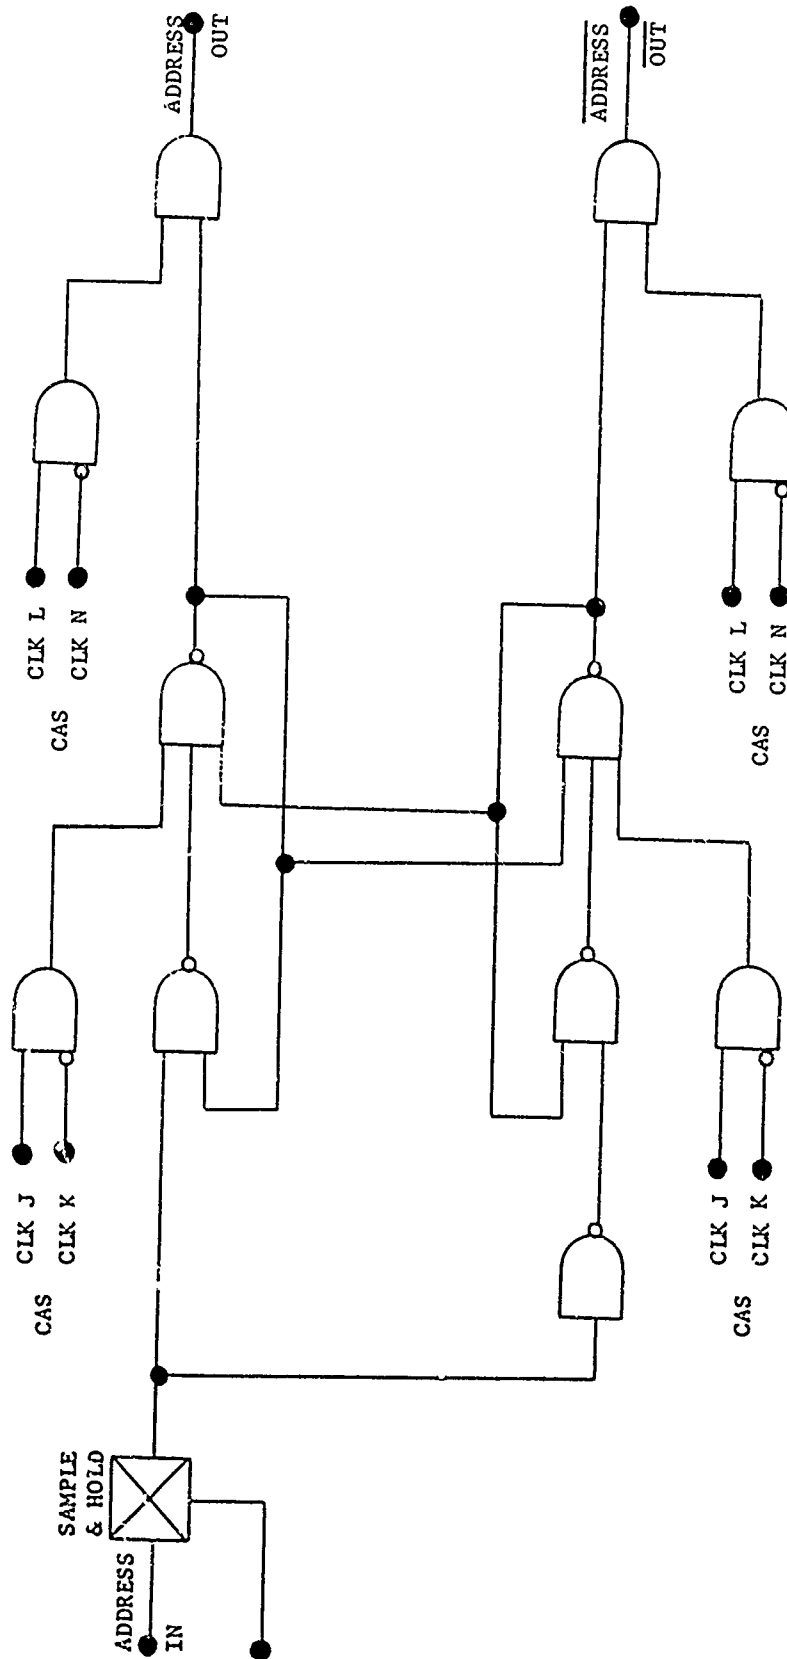 ADDRESS
IN
SAMPLE
& HOLD
CLK J
CLK K
CAS
CLK L
CLK N
CAS
ADDRESS
OUT
CLK J
CLK K
CAS
CLK L
CLK N
CAS
ADDRESS
OUT